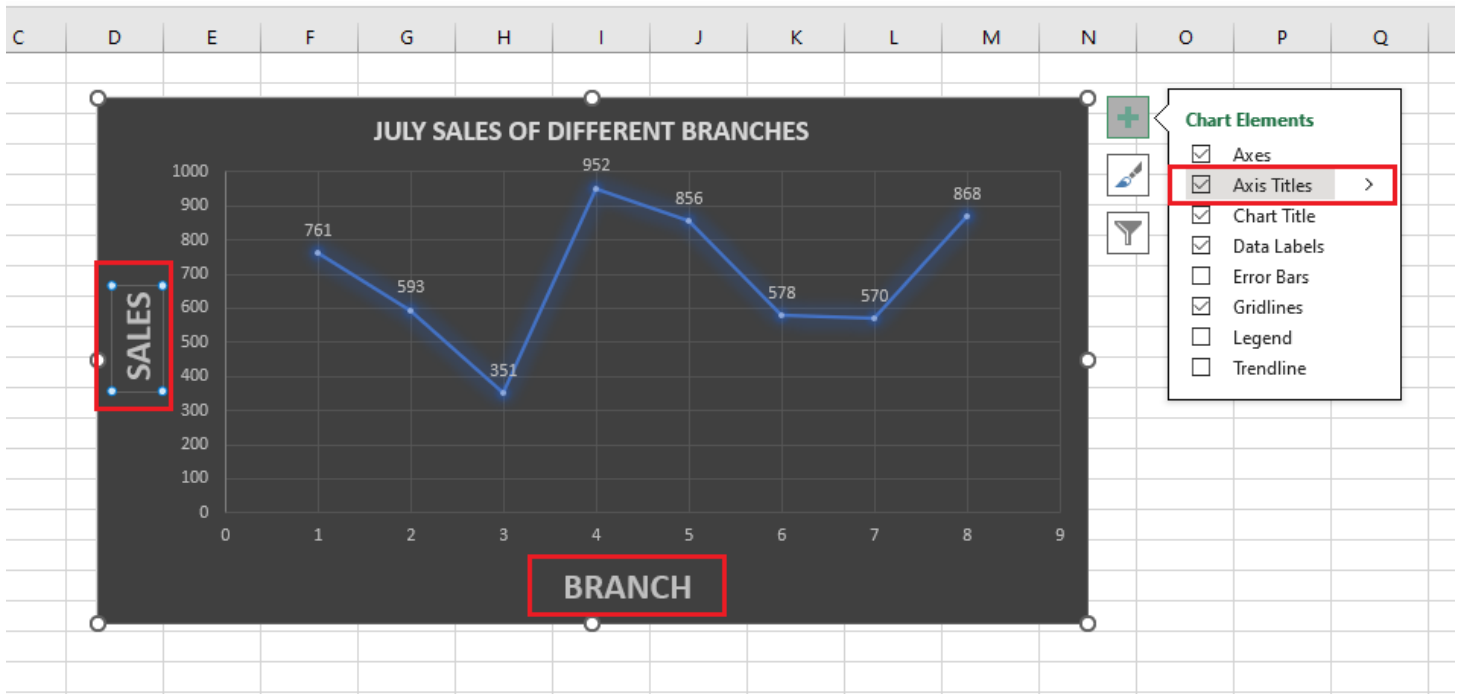 C D E F G H I J K L M N O P Q
JULY SALES OF DIFFERENT BRANCHES
1000
900
800
700
600
500
400
300
200
100
0
761
593
351
952
856
578
570
868
0 1 2 3 4 5 6 7 8 9
SALES
BRANCH
Chart Elements
Axes
Axis Titles
Chart Title
Data Labels
Error Bars
Gridlines
Legend
Trendline